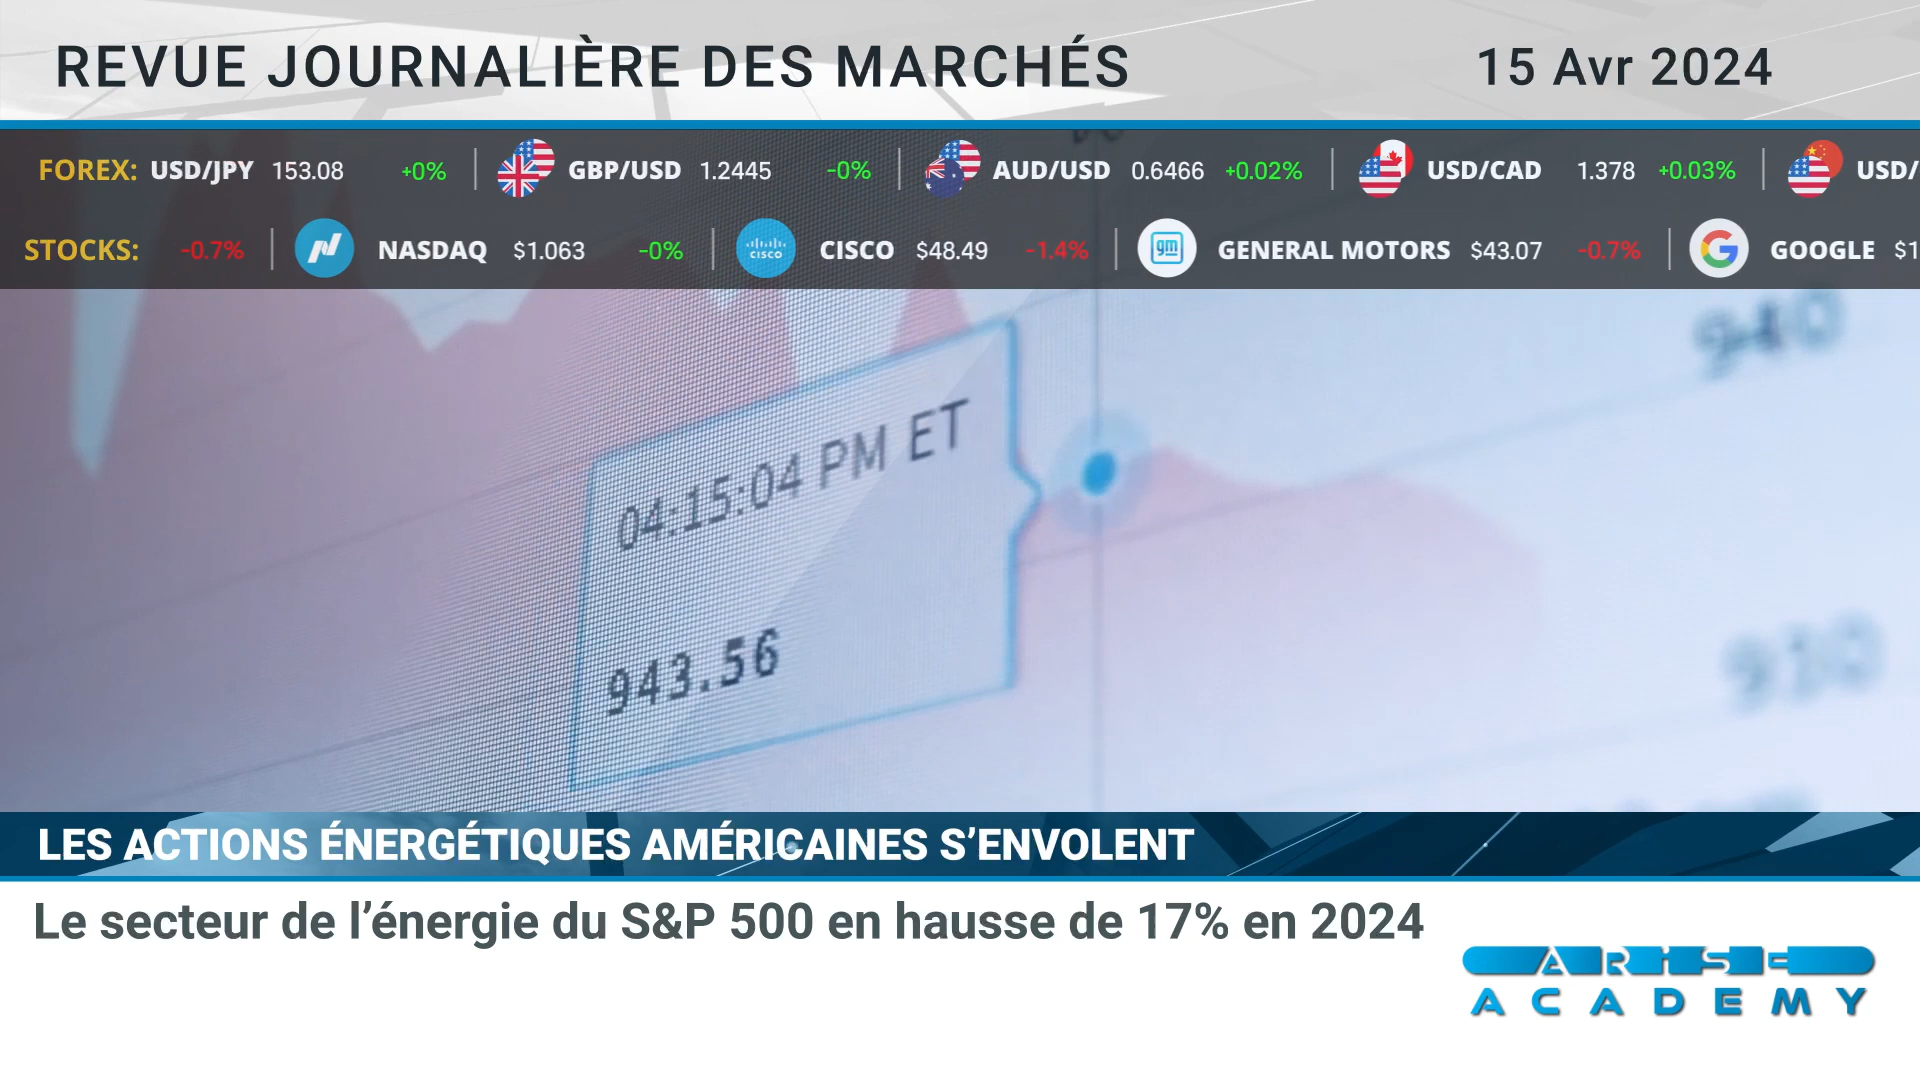 REVUE JOURNALIÈRE DES MARCHÉS 15 Avr 2024
FOREX: USD/JPY 153.08 +0% GBP/USD 1.2445 -0% AUD/USD 0.6466 +0.02% USD/CAD 1.378 +0.03% USD/
STOCKS: -0.7% NASDAQ $1.063 -0% CISCO $48.49 -1.4% GENERAL MOTORS $43.07 -0.7% GOOGLE $1
940
04:15:04 PM ET
943.56
LES ACTIONS ÉNERGÉTIQUES AMÉRICAINES S’ENVOLENT
Le secteur de l’énergie du S&P 500 en hausse de 17% en 2024
ARISE
ACADEMY